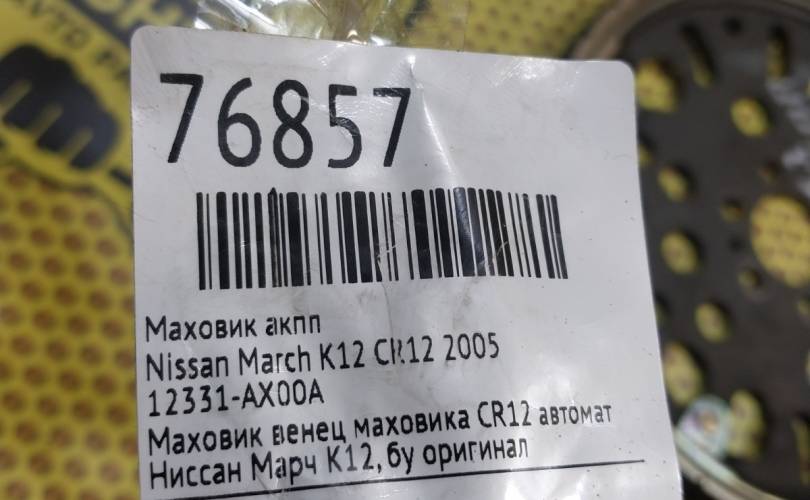 76857
Маховик акпп
Nissan March K12 CR12 2005
12331-AX00A
Маховик венец маховика CR12 автомат
Ниссан Марч К12, бу оригинал